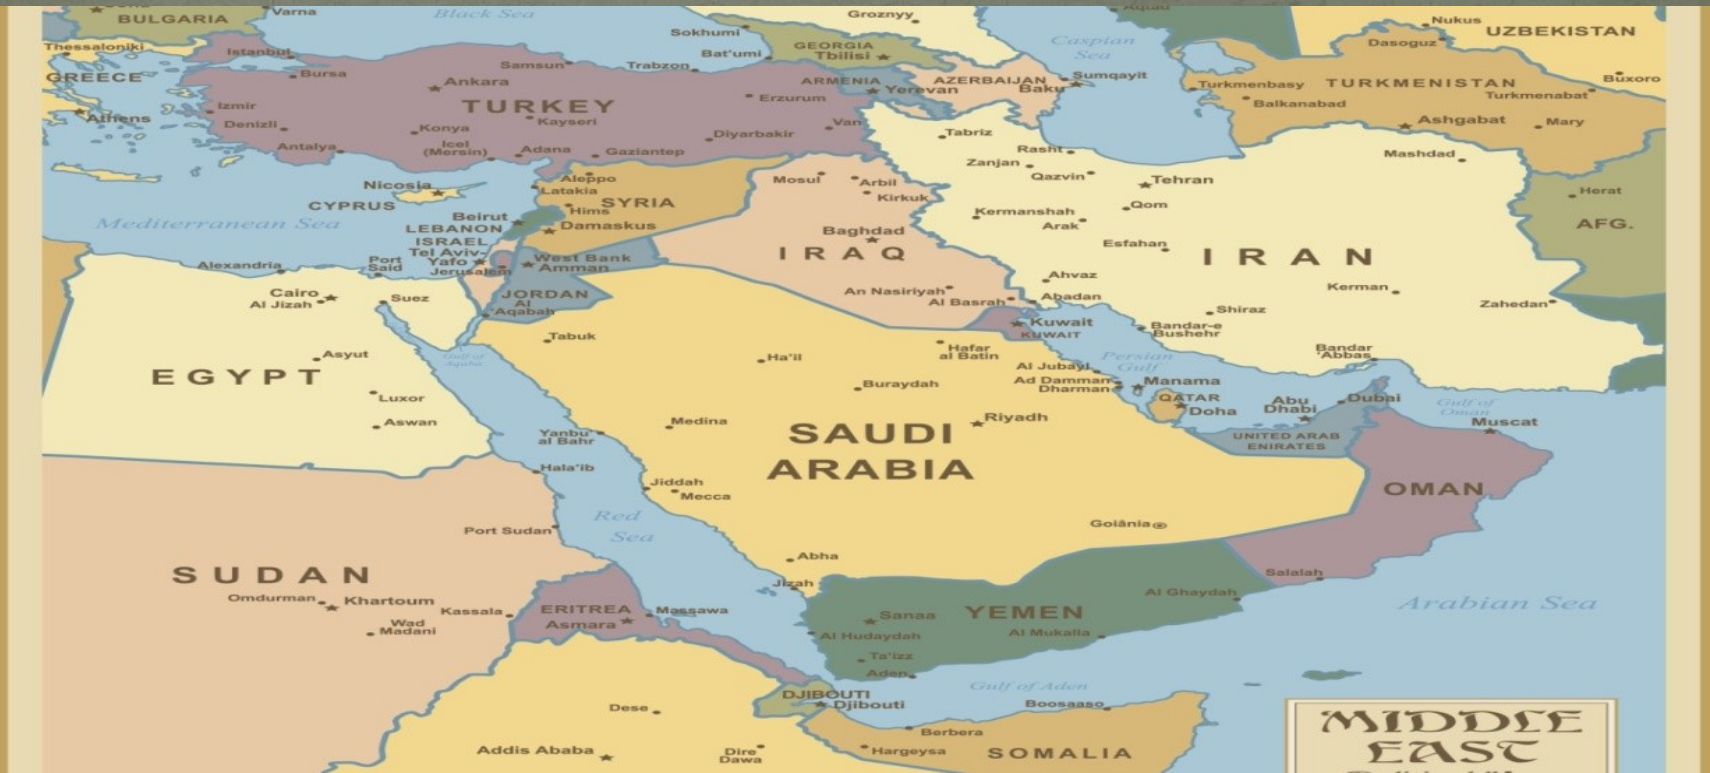 BULGARIA
Varna
Black Sea
Groznyy
Sokhumi
Bat'umi
GEORGIA
Tbilisi
Caspian
Sea
Nukus
UZBEKISTAN
Dasoguz
Thessaloniki
Istanbul
GREECE
Bursa
Ankara
Samsun
Trabzon
ARMENIA
Yerevan
AZERBAIJAN
Baku
Sumqayit
Turkmenbasy
TURKMENISTAN
Buxoro
Turkmenabat
Balkanabad
Izmir
TURKEY
Erzurum
Athens
Denizli
Konya
Kayseri
Van
Diyarbakir
Tabriz
Ashgabat
Mary
Antalya
Icel
(Mersin)
Adana
Gaziantep
Rasht
Zanjan
Qazvin
Mashdad
Nicosia
Aleppo
Latakia
Mosul
Arbil
Kirkuk
Tehran
Qom
Herat
CYPRUS
SYRIA
Hims
Mediterranean Sea
Beirut
LEBANON
Damaskus
Kermanshah
Arak
AFG.
ISRAEL
Tel Aviv-
Yafo
Jerusalem
West Bank
Amman
Baghdad
IRAQ
Esfahan
IRAN
Alexandria
Port
Said
Cairo
Al Jizah
Suez
JORDAN
Al
'Aqabah
An Nasiriyah
Al Basrah
Ahvaz
Abadan
Kerman
Zahedan
Shiraz
Tabuk
Kuwait
KUWAIT
Bandar-e
Bushehr
Asyut
Gulf of
Aqaba
Ha'il
Hafar
al Batin
Persian
Gulf
Bandar
'Abbas
EGYPT
Al Jubayl
Ad Damman
Dharman
Manama
Luxor
Buraydah
QATAR
Doha
Abu
Dhabi
Dubai
Gulf of
Oman
Aswan
Medina
Riyadh
Muscat
Yanbu'
al Bahr
SAUDI
ARABIA
UNITED ARAB
ENIRATES
Hala'ib
Jiddah
Mecca
OMAN
Red
Sea
Port Sudan
Goiânia
Abha
SUDAN
Jizah
Salalah
Omdurman
Khartoum
Kassala
ERITREA
Asmara
Massawa
Sanaa
YEMEN
Al Ghaydah
Arabian Sea
Wad
Madani
Al Hudaydah
Al Mukalla
Ta'izz
Aden
DJIBOUTI
Djibouti
Gulf of Aden
Boosaaso
Dese
Berbera
Addis Ababa
Dire
Dawa
Hargeysa
SOMALIA
MIDDLE
EAST